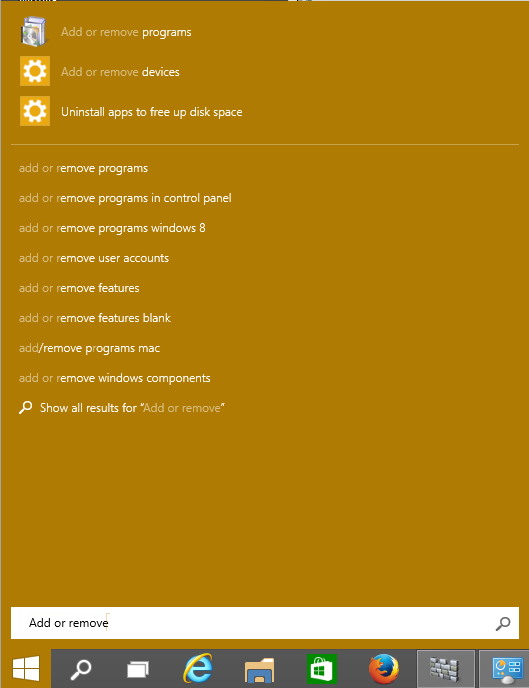 Add or remove programs
Add or remove devices
Uninstall apps to free up disk space
add or remove programs
add or remove programs in control panel
add or remove programs windows 8
add or remove user accounts
add or remove features
add or remove features blank
add/remove programs mac
add or remove windows components
Show all results for “Add or remove”
Add or remove